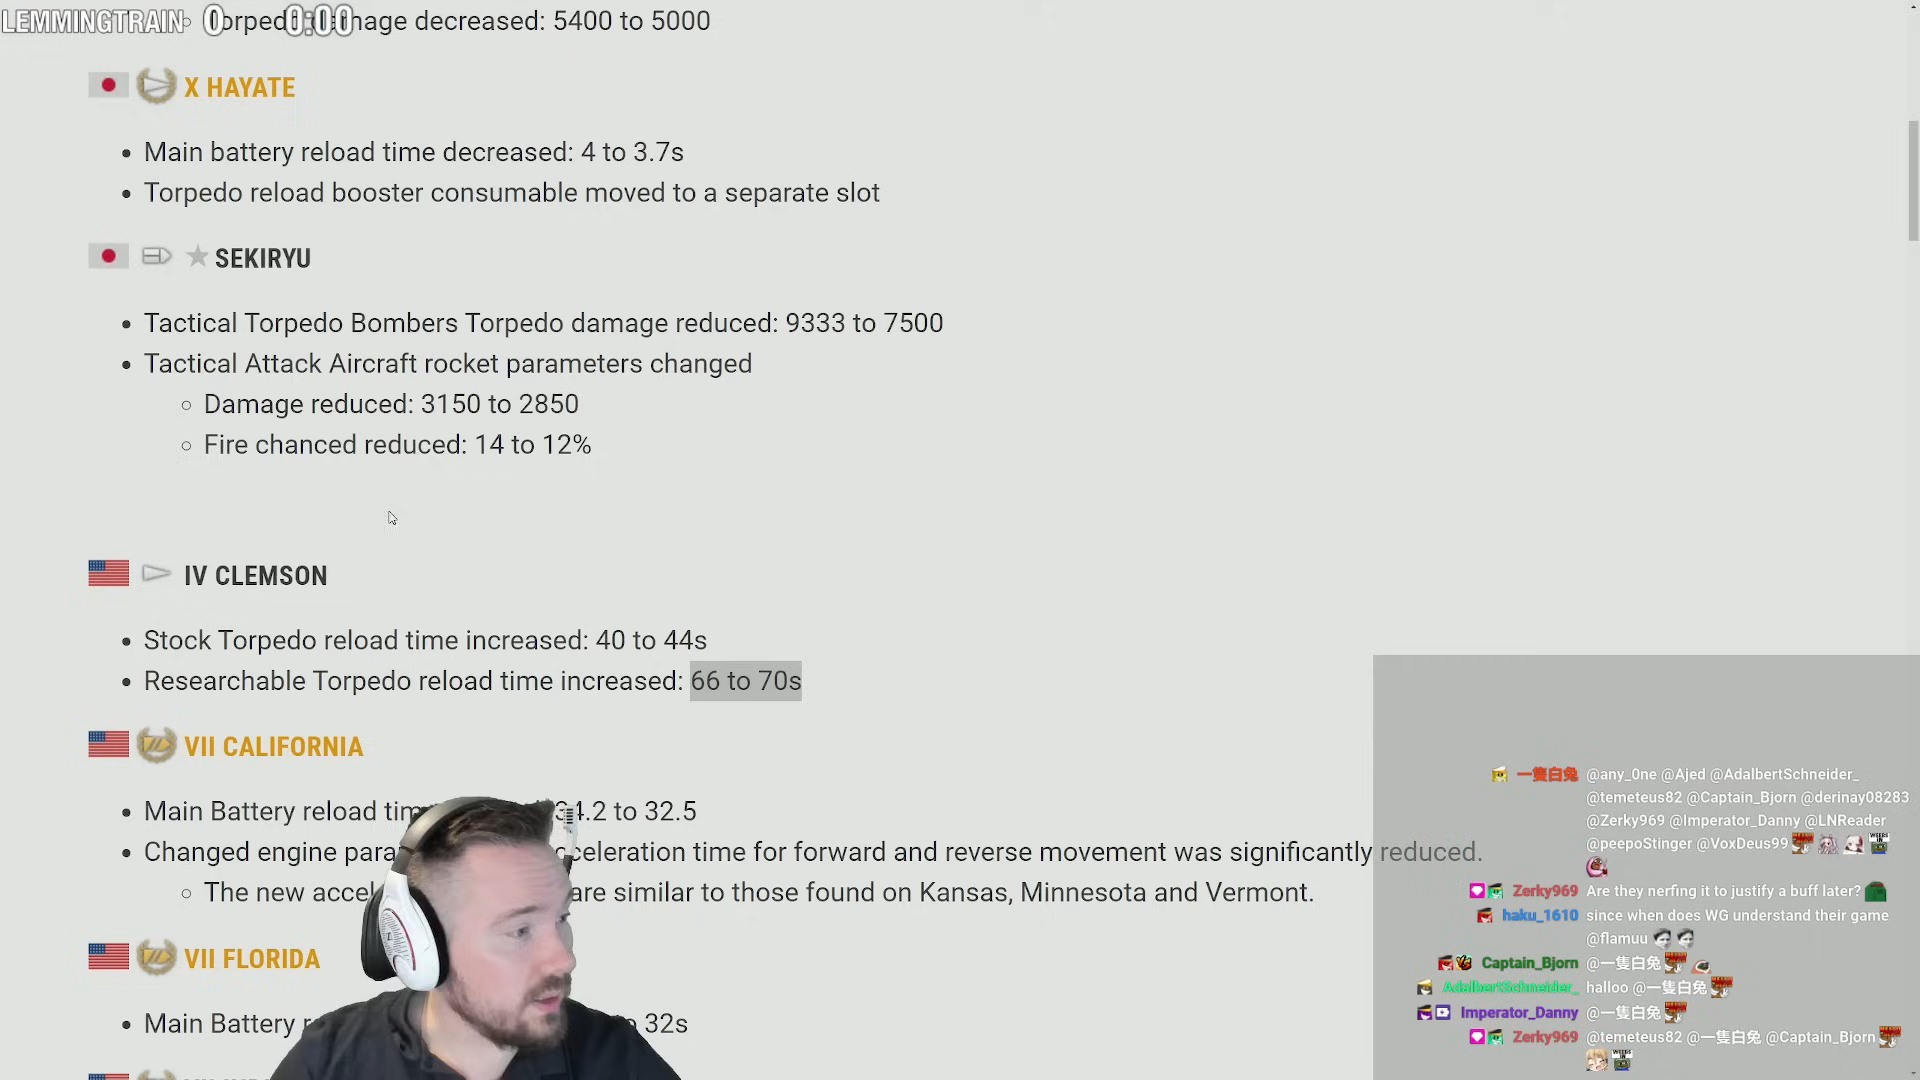 LEMMINGTRAIN 0 0:00
Torpedo damage decreased: 5400 to 5000
X HAYATE
Main battery reload time decreased: 4 to 3.7s
Torpedo reload booster consumable moved to a separate slot
SEKIRYU
Tactical Torpedo Bombers Torpedo damage reduced: 9333 to 7500
Tactical Attack Aircraft rocket parameters changed
Damage reduced: 3150 to 2850
Fire chanced reduced: 14 to 12%
IV CLEMSON
Stock Torpedo reload time increased: 40 to 44s
Researchable Torpedo reload time increased: 66 to 70s
VII CALIFORNIA
Main Battery reload 34.2 to 32.5
Changed engine acceleration time for forward and reverse movement was significantly reduced.
The new are similar to those found on Kansas, Minnesota and Vermont.
VII FLORIDA
Main Battery 32s
一隻白兔 @any_0ne @Ajed @AdalbertSchneider_
@temeteus82 @Captain_Bjorn @derinay08283
@Zerky969 @Imperator_Danny @LNReader
@peepoStinger @VoxDeus99
Zerky969 Are they nerfing it to justify a buff later?
haku_1610 since when does WG understand their game
@flamuu
Captain_Bjorn @一隻白兔
AdalbertSchneider_ halloo @一隻白兔
Imperator_Danny @一隻白兔
Zerky969 @temeteus82 @一隻白兔 @Captain_Bjorn